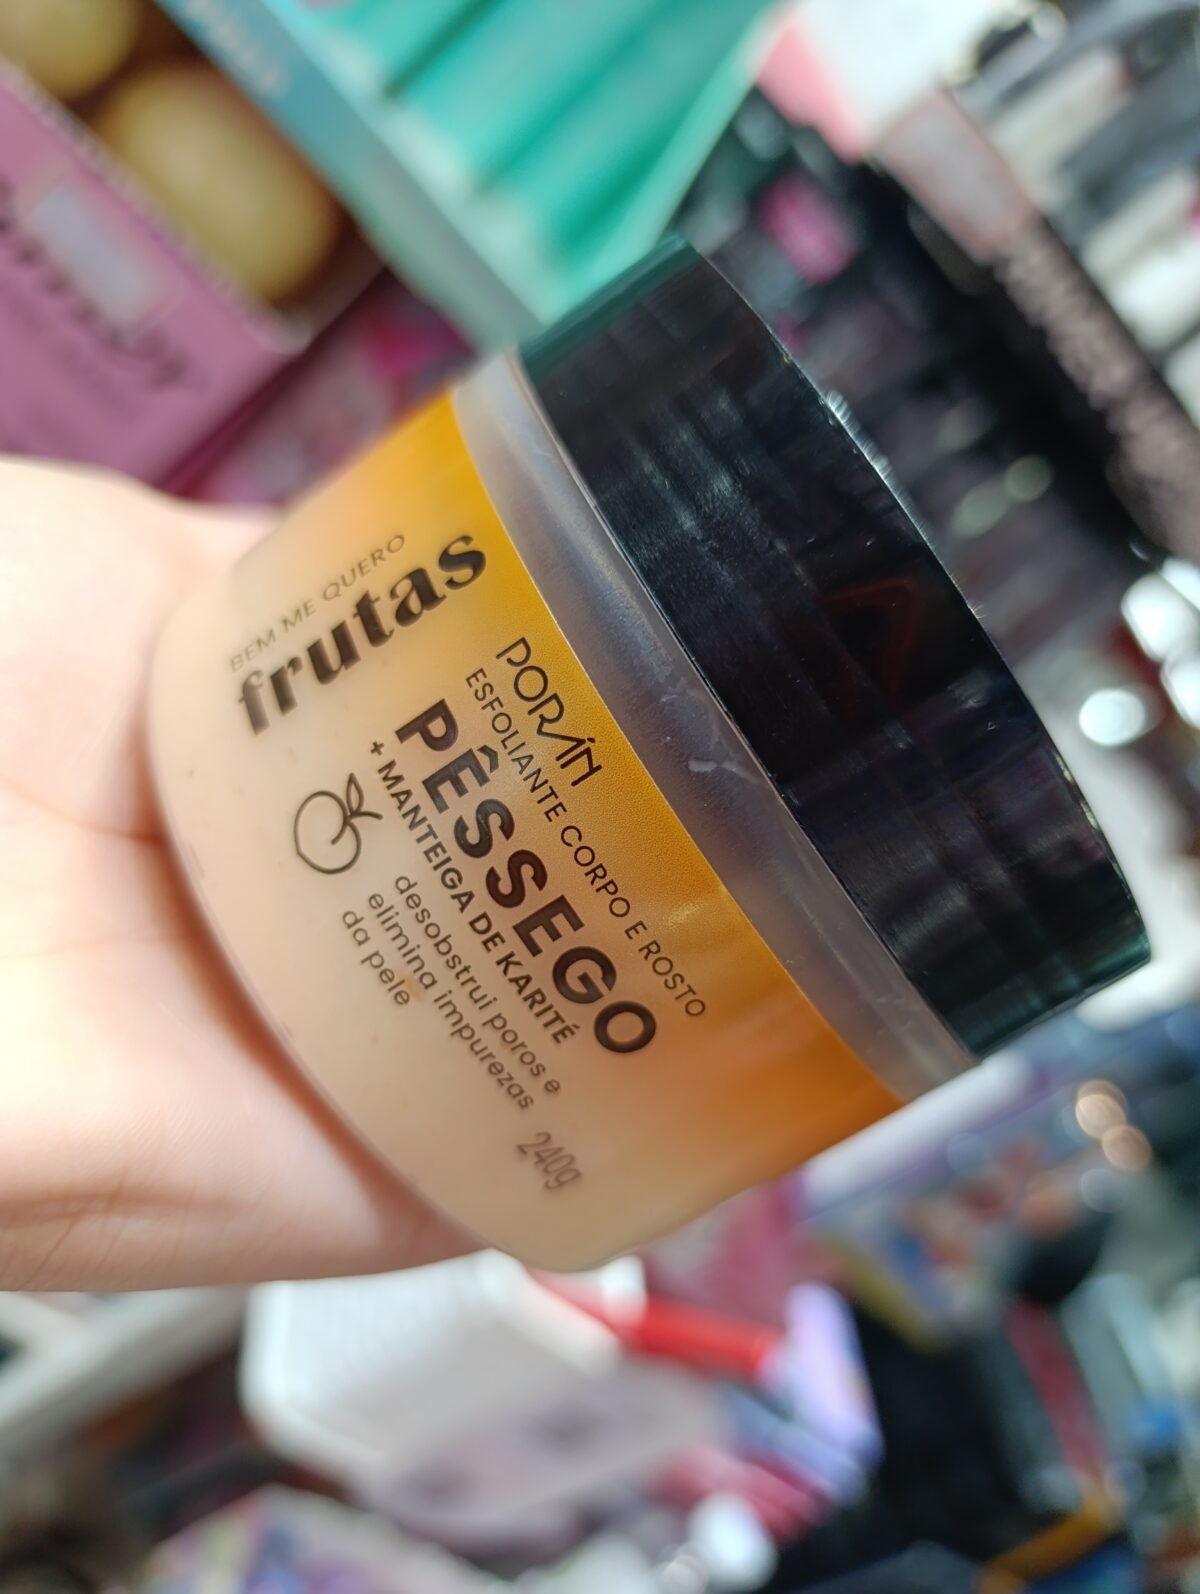 BEM ME QUERO
frutas
PORÁN
ESFOLIANTE CORPO E ROSTO
PÊSSEGO
+ MANTEIGA DE KARITÉ
desobstrui poros e
elimina impurezas
da pele
240g